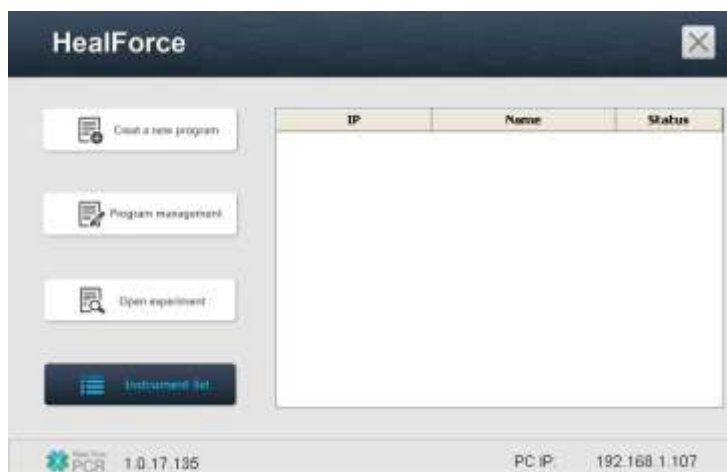 HealForce
IP Name Status
Creat a new program
Program management
Open experiment
Instrument list
PCR 1.0.17.135
PC IP: 192.168.1.107